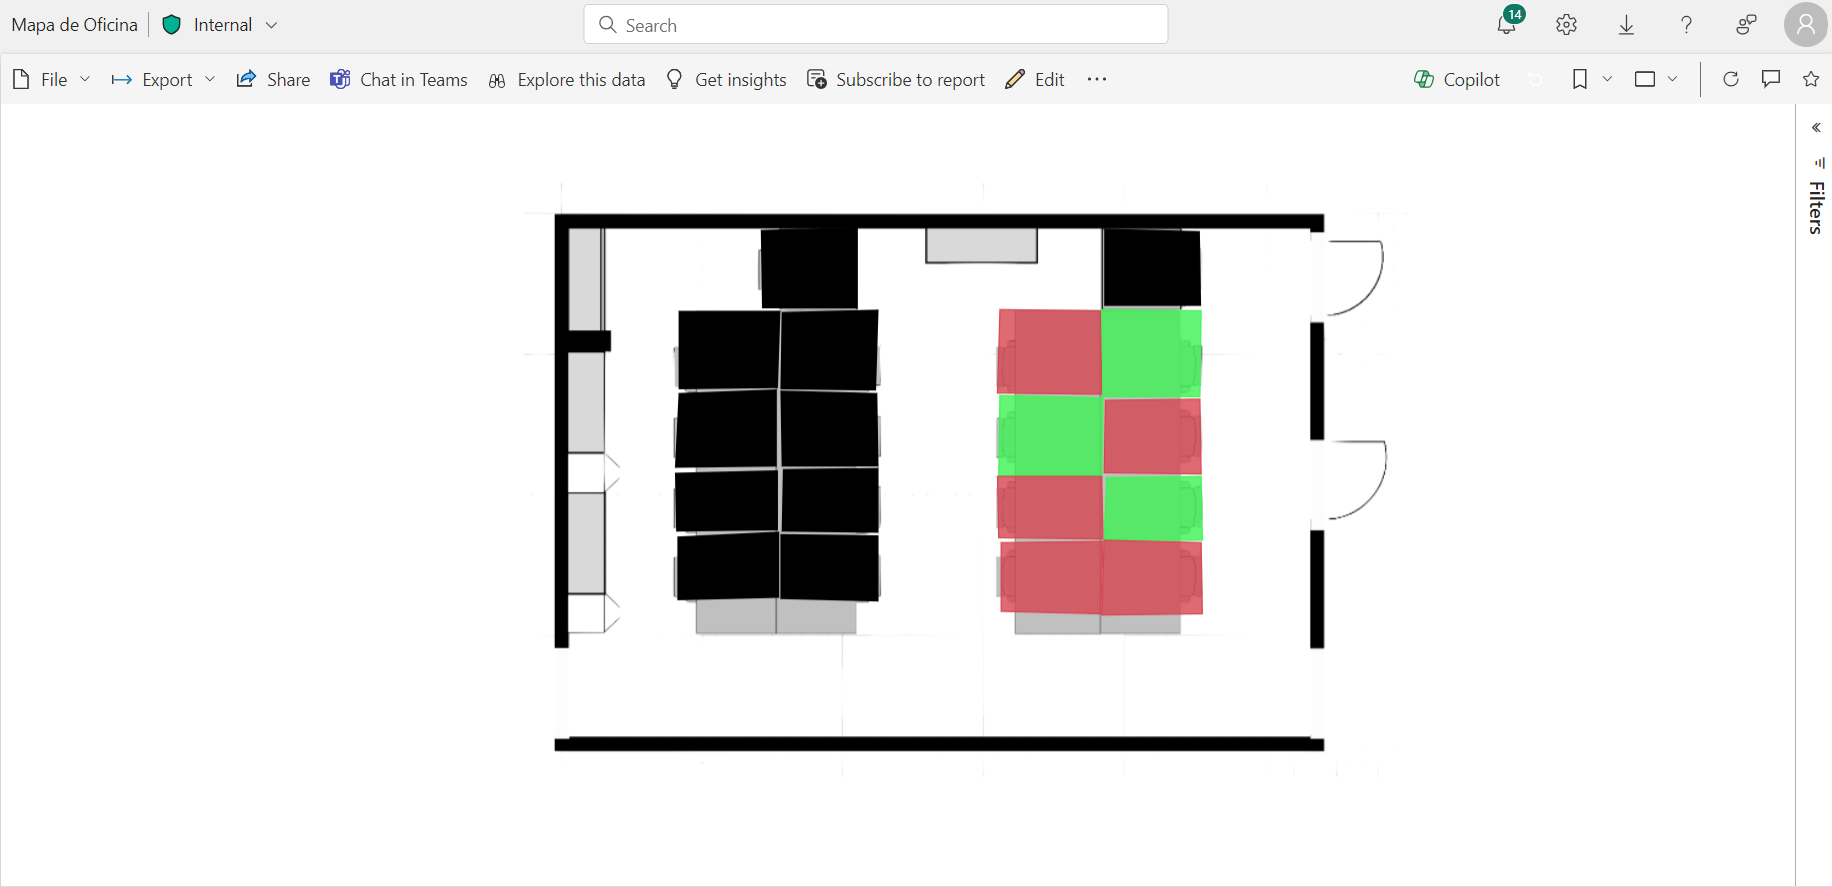 Mapa de Oficina Internal Search 14
File Export Share Chat in Teams Explore this data Get insights Subscribe to report Edit Copilot
Filters